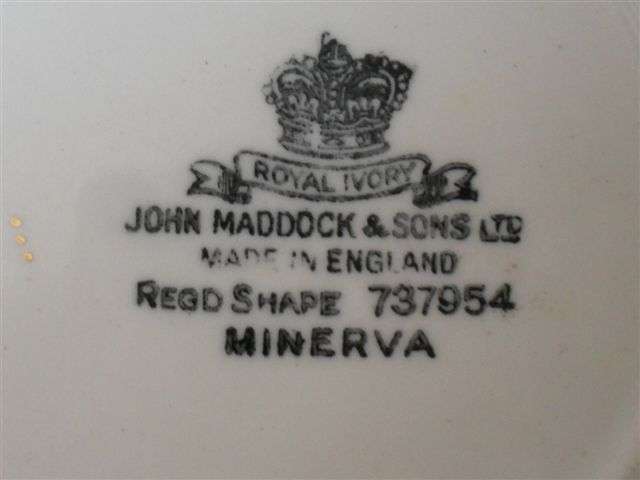 ROYAL IVORY
JOHN MADDOCK & SONS LTD
MADE IN ENGLAND
REGD SHAPE 737954
MINERVA